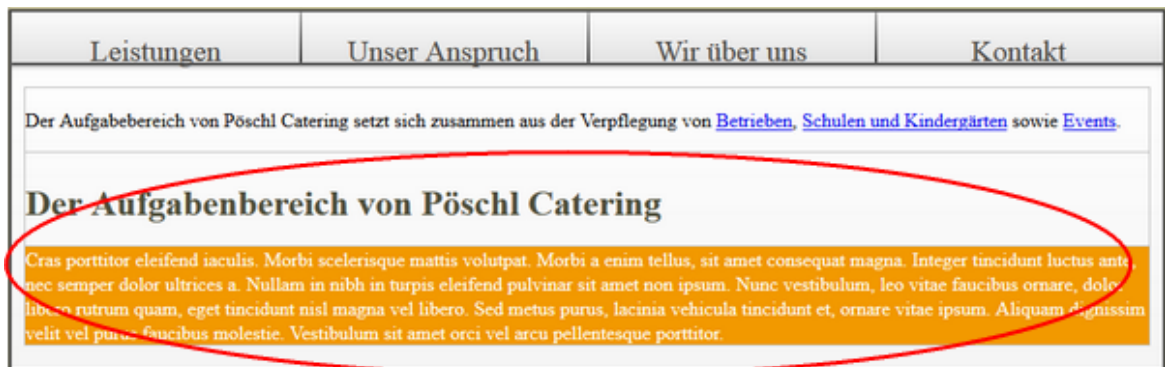 Leistungen Unser Anspruch Wir über uns Kontakt
Der Aufgabebereich von Pöschl Catering setzt sich zusammen aus der Verpflegung von Betrieben, Schulen und Kindergärten sowie Events.
Der Aufgabenbereich von Pöschl Catering
Cras porttitor eleifend iaculis. Morbi scelerisque mattis volutpat. Morbi a enim tellus, sit amet consequat magna. Integer tincidunt luctus ante,
nec semper dolor ultrices a. Nullam in nibh in turpis eleifend pulvinar sit amet non ipsum. Nunc vestibulum, leo vitae faucibus ornare, dolor
libero rutrum quam, eget tincidunt nisl magna vel libero. Sed metus purus, lacinia vehicula tincidunt et, ornare vitae ipsum. Aliquam dignissim
velit vel purus faucibus molestie. Vestibulum sit amet orci vel arcu pellentesque porttitor.